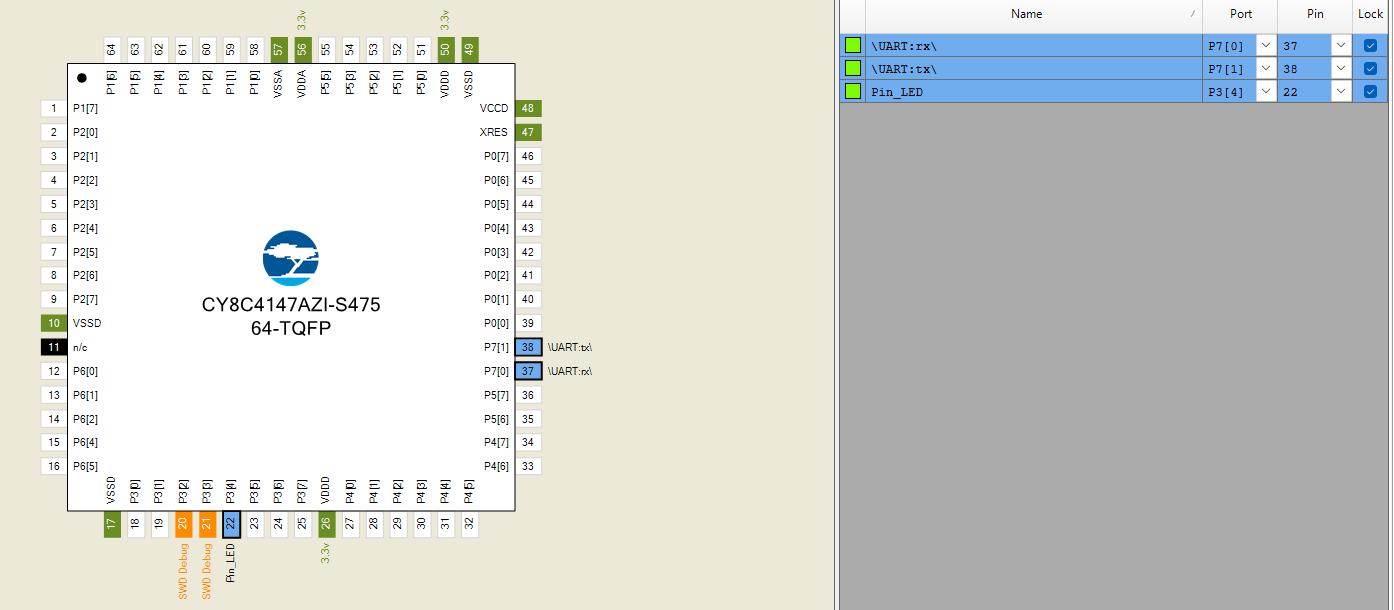 3.3v 3.3v
64 63 62 61 60 59 58 57 56 55 54 53 52 51 50 49
P1[6] P1[5] P1[4] P1[3] P1[2] P1[1] P1[0] VSSA VDDA P5[5] P5[3] P5[2] P5[1] P5[0] VDDD VSSD
1 P1[7] VCCD 48
2 P2[0] XRES 47
3 P2[1] P0[7] 46
4 P2[2] P0[6] 45
5 P2[3] P0[5] 44
6 P2[4] P0[4] 43
7 P2[5] P0[3] 42
8 P2[6] P0[2] 41
9 P2[7] P0[1] 40
CY8C4147AZI-S475
64-TQFP
10 VSSD P0[0] 39
11 n/c P7[1] 38 \UART:tx\
12 P6[0] P7[0] 37 \UART:rx\
13 P6[1] P5[7] 36
14 P6[2] P5[6] 35
15 P6[4] P4[7] 34
16 P6[5] P4[6] 33
VSSD P3[0] P3[1] P3[2] P3[3] P3[4] P3[5] P3[6] P3[7] VDDD P4[0] P4[1] P4[2] P4[3] P4[4] P4[5]
17 18 19 20 21 22 23 24 25 26 27 28 29 30 31 32
SWD Debug SWD Debug Pin_LED 3.3v
Name / Port Pin Lock
\UART:rx\ P7[0] 37
\UART:tx\ P7[1] 38
Pin_LED P3[4] 22